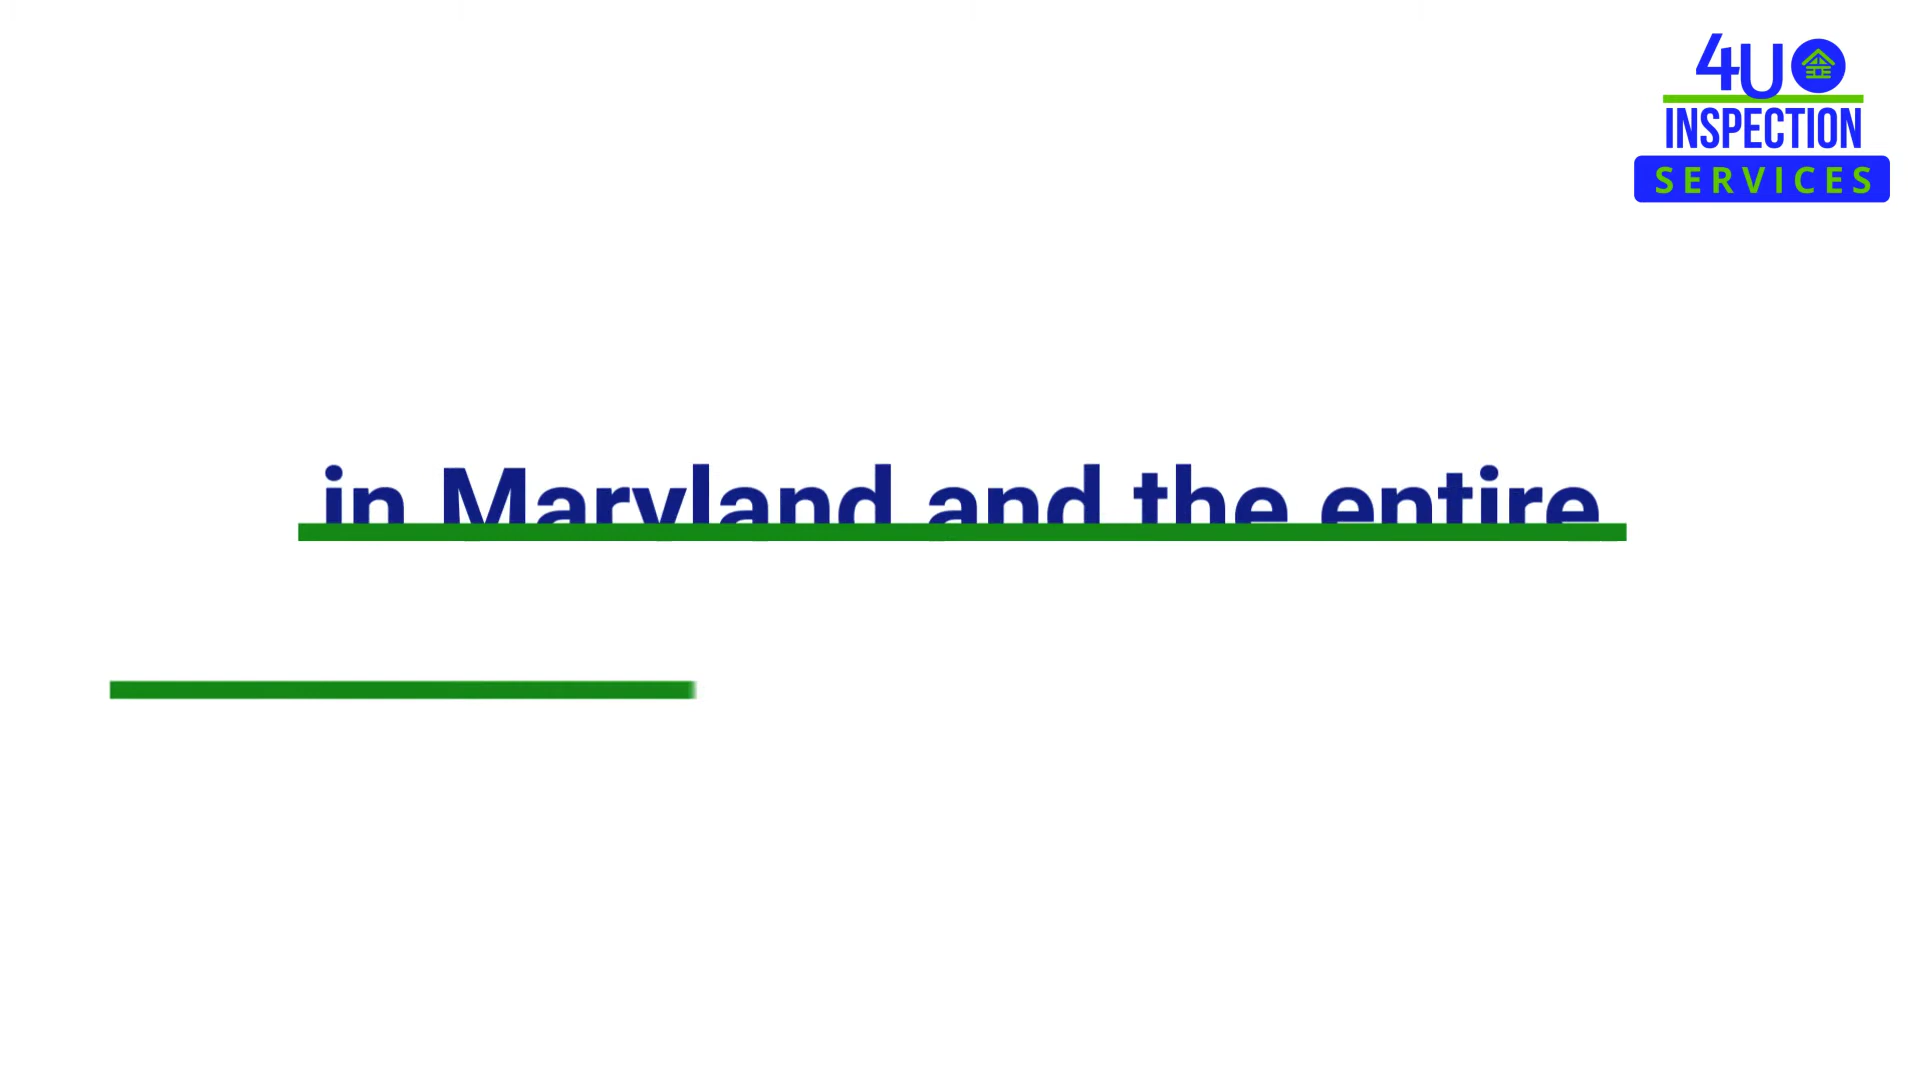 4U
INSPECTION
SERVICES
in Maryland and the entire